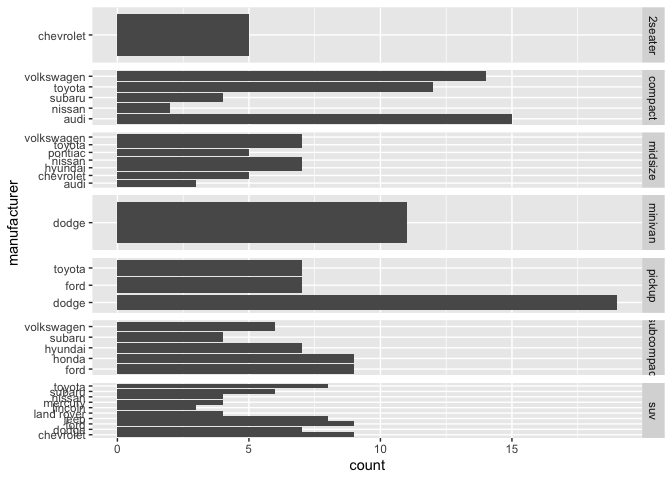 chevrolet
2seater
volkswagen
toyota
subaru
nissan
audi
compact
volkswagen
toyota
pontiac
nissan
hyundai
chevrolet
audi
midsize
dodge
minivan
toyota
ford
dodge
pickup
volkswagen
subaru
hyundai
honda
ford
subcompac
toyota
subaru
nissan
mercury
lincoln
land rover
jeep
ford
dodge
chevrolet
suv
0 5 10 15
count
manufacturer